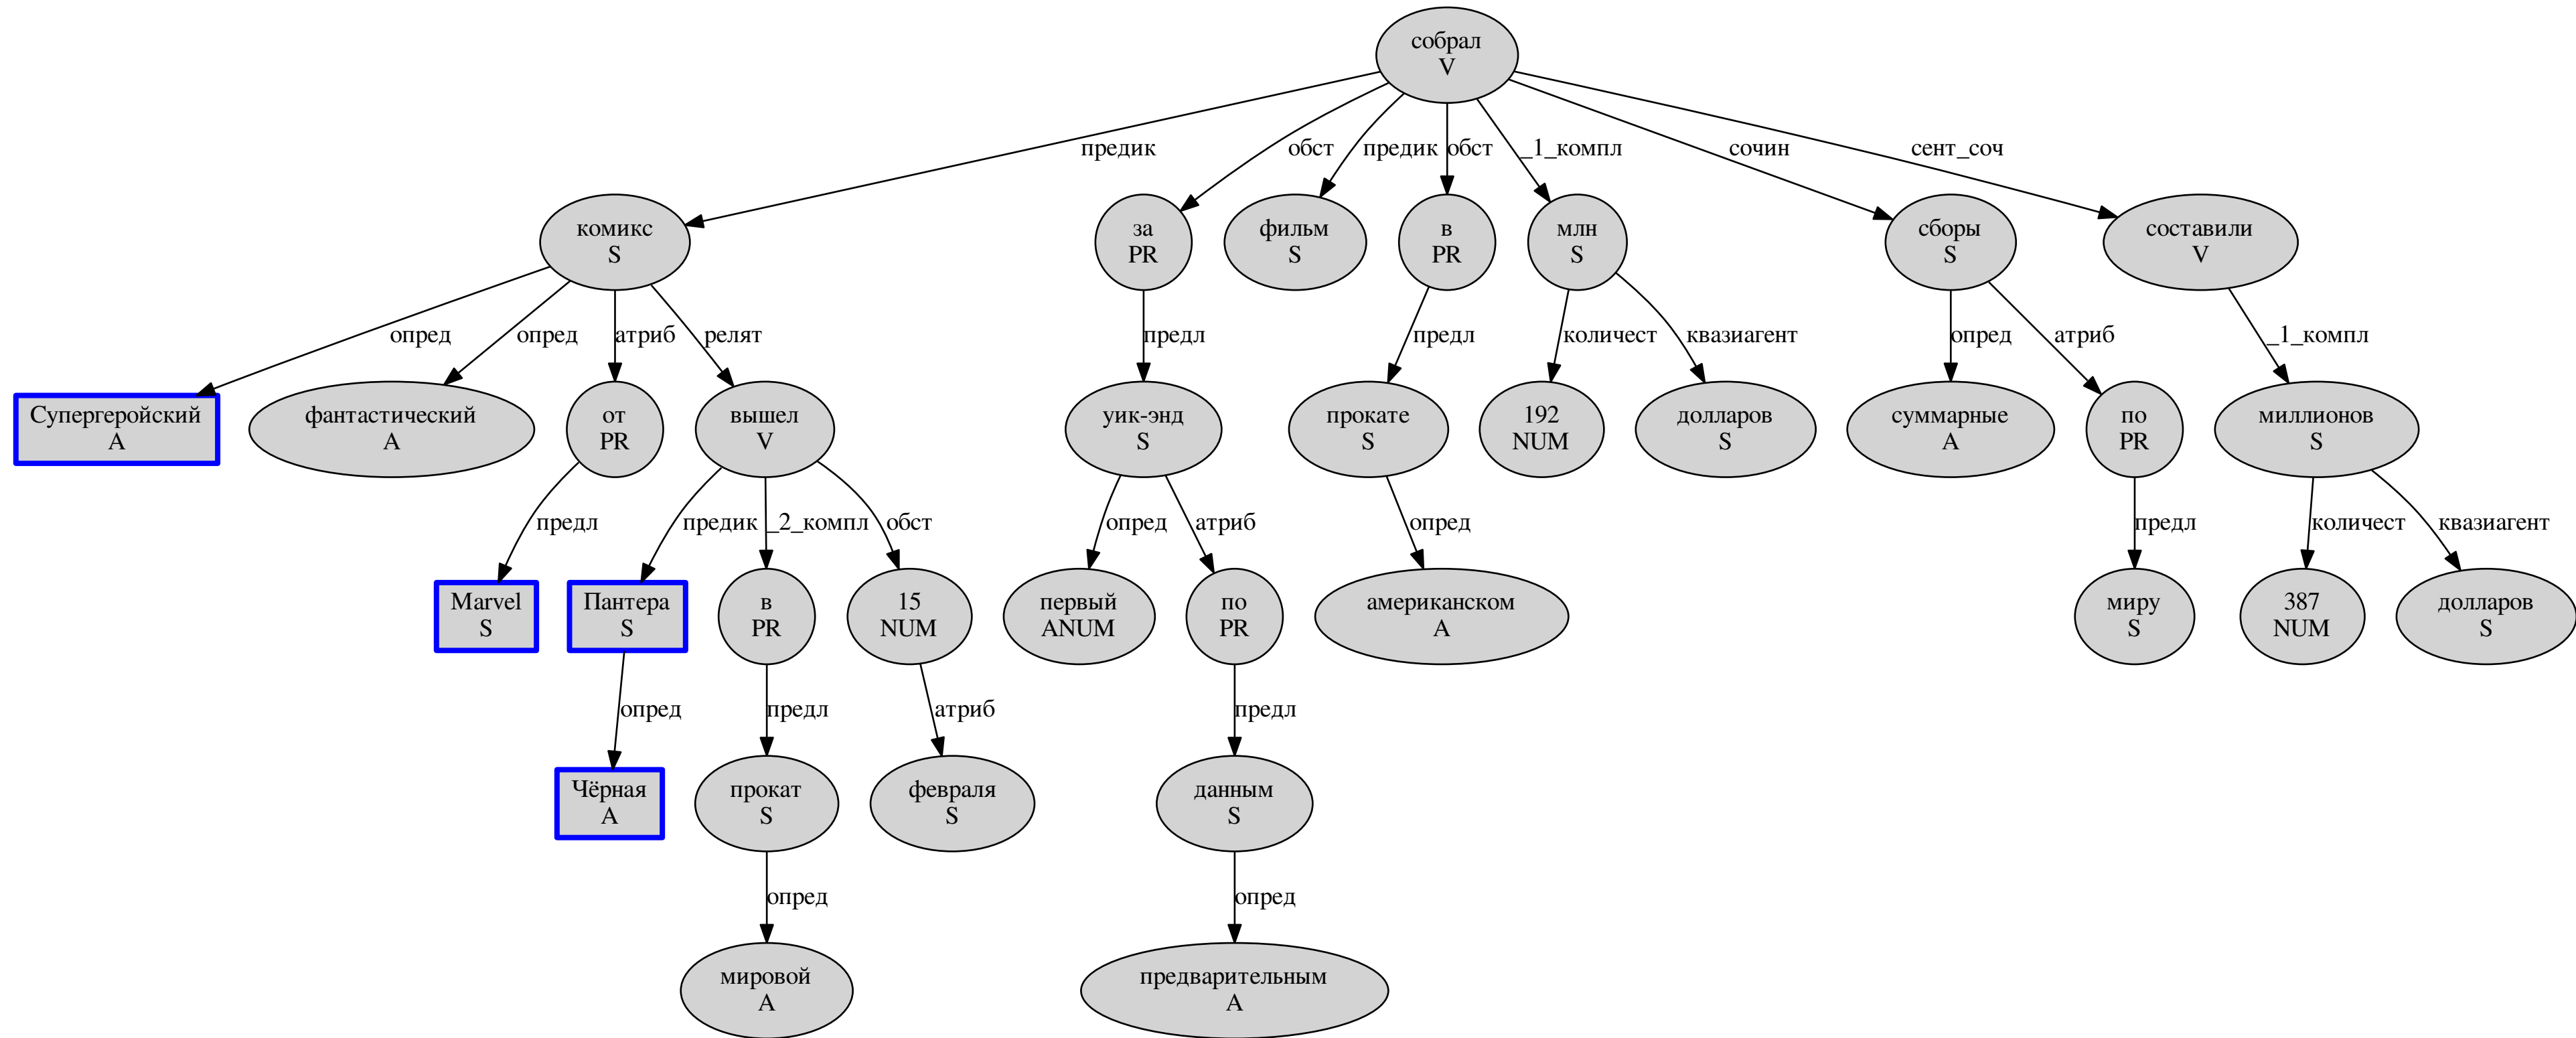 собрал
V
предик
обст
предик
обст
_1_компл
сочин
сент_соч
комикс
S
за
PR
фильм
S
в
PR
млн
S
сборы
S
составили
V
опред
опред
атриб
релят
предл
предл
количест
квазиагент
опред
атриб
_1_компл
Супергеройский
A
фантастический
A
от
PR
вышел
V
уик-энд
S
прокате
S
192
NUM
долларов
S
суммарные
A
по
PR
миллионов
S
предл
предик
_2_компл
обст
опред
атриб
опред
предл
количест
квазиагент
Marvel
S
Пантера
S
в
PR
15
NUM
первый
ANUM
по
PR
американском
A
миру
S
387
NUM
долларов
S
опред
предл
атриб
предл
Чёрная
A
прокат
S
февраля
S
данным
S
опред
опред
мировой
A
предварительным
A